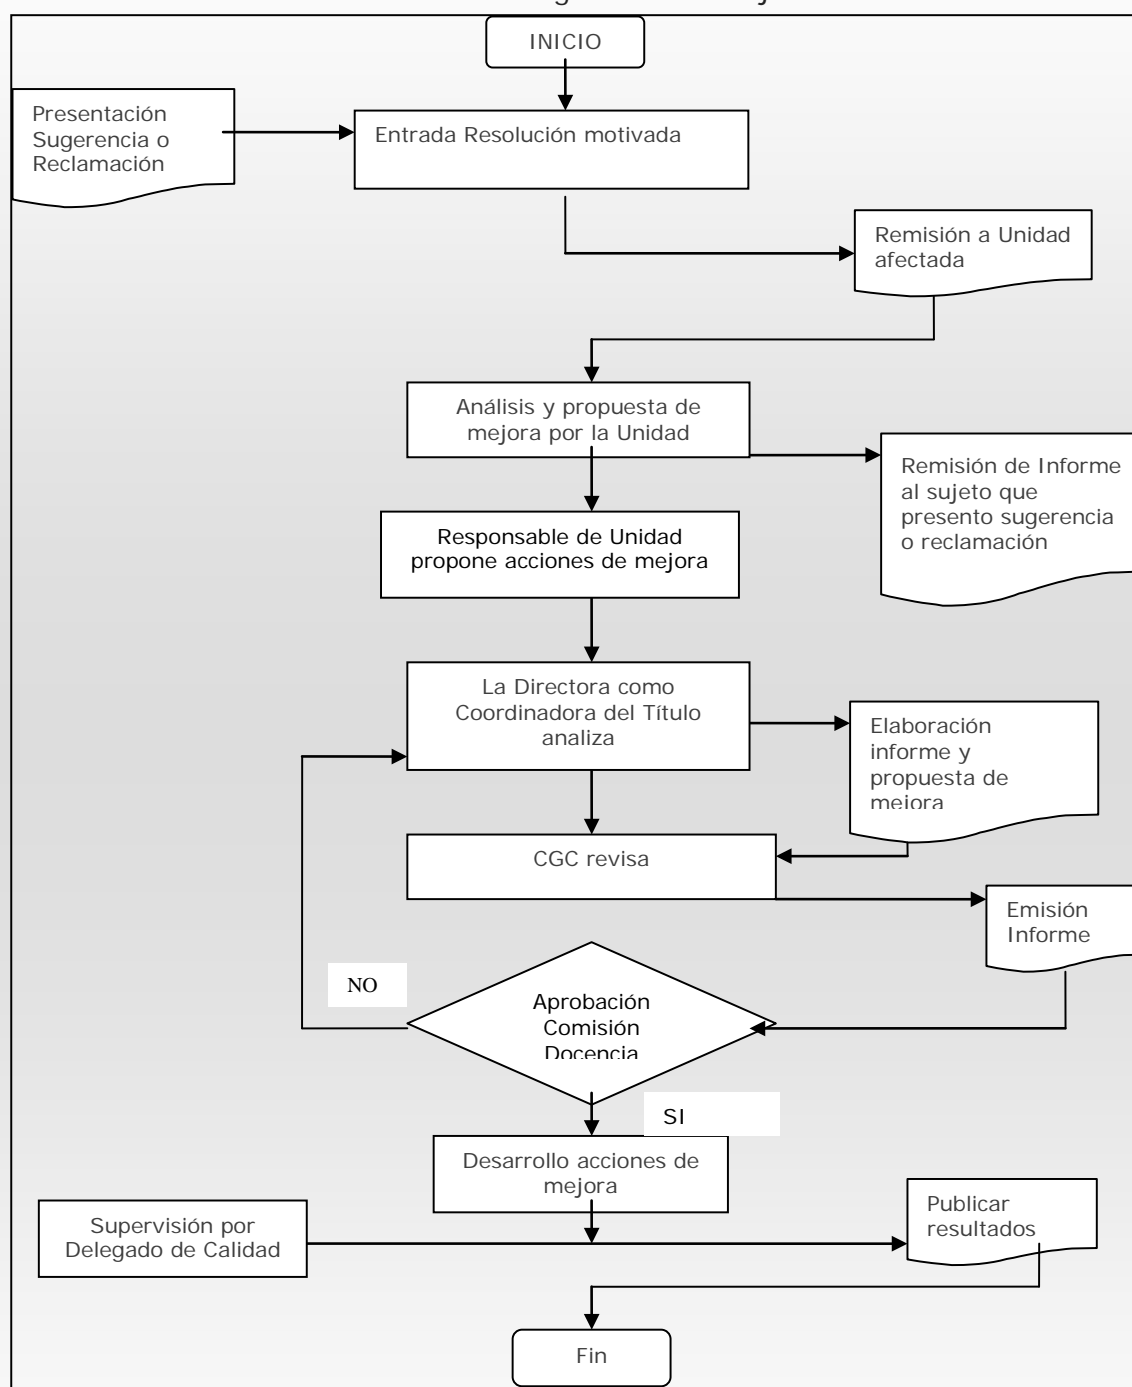 INICIO
Presentación
Sugerencia o
Reclamación
Entrada Resolución motivada
Remisión a Unidad
afectada
Análisis y propuesta de
mejora por la Unidad
Remisión de Informe
al sujeto que
presento sugerencia
o reclamación
Responsable de Unidad
propone acciones de mejora
La Directora como
Coordinadora del Título
analiza
Elaboración
informe y
propuesta de
mejora
CGC revisa
Emisión
Informe
NO
Aprobación
Comisión
Docencia
SI
Desarrollo acciones de
mejora
Supervisión por
Delegado de Calidad
Publicar
resultados
Fin